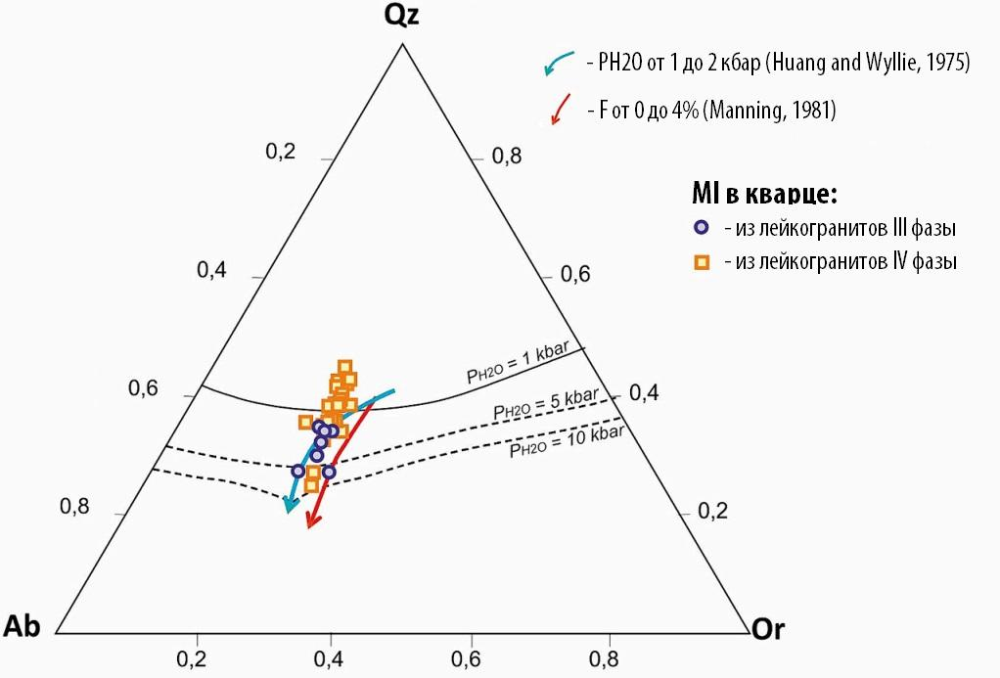 Qz
- PH2O от 1 до 2 кбар (Huang and Wyllie, 1975)
- F от 0 до 4% (Manning, 1981)
0,2
0,8
MI в кварце:
- из лейкогранитов III фазы
- из лейкогранитов IV фазы
0,4
0,6
PH2O = 1 kbar
0,6
0,4
PH2O = 5 kbar
PH2O = 10 kbar
0,8
0,2
Ab
Or
0,2
0,4
0,6
0,8